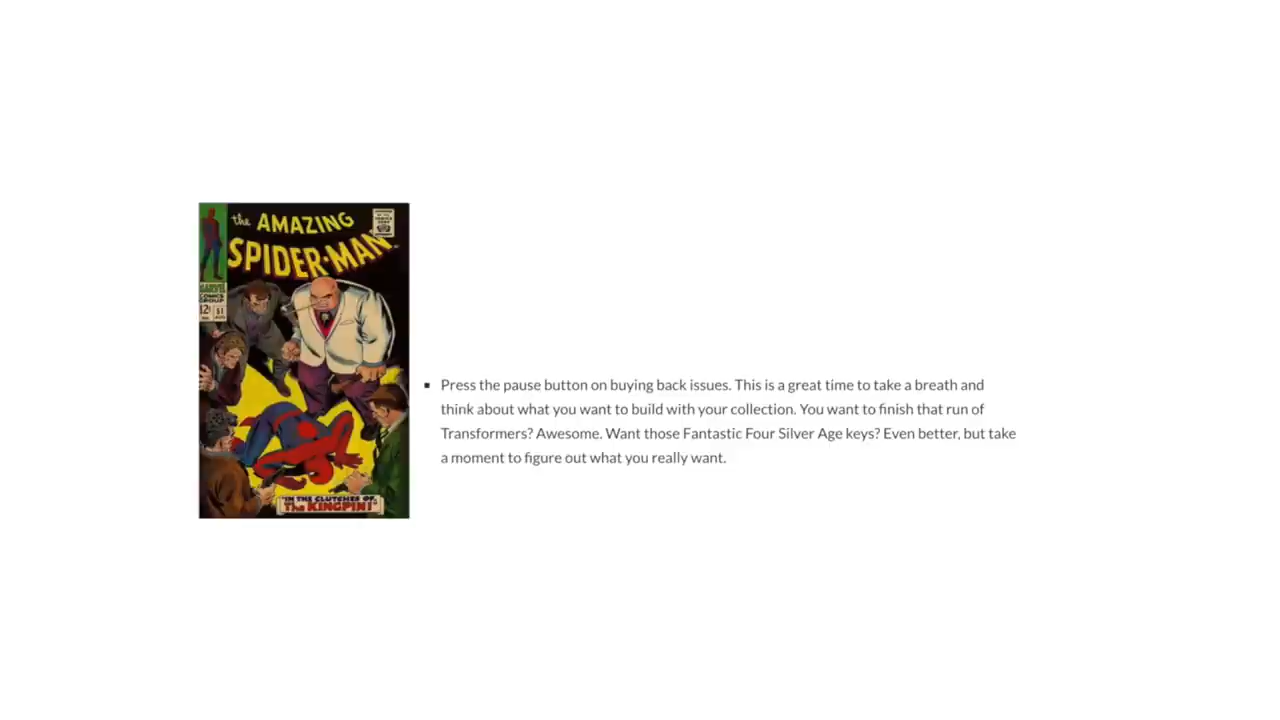 the AMAZING
SPIDER-MAN
MARVEL
COMICS
GROUP
12¢ 51
AUG
"IN THE CLUTCHES OF...
The KINGPIN!"
Press the pause button on buying back issues. This is a great time to take a breath and
think about what you want to build with your collection. You want to finish that run of
Transformers? Awesome. Want those Fantastic Four Silver Age keys? Even better, but take
a moment to figure out what you really want.